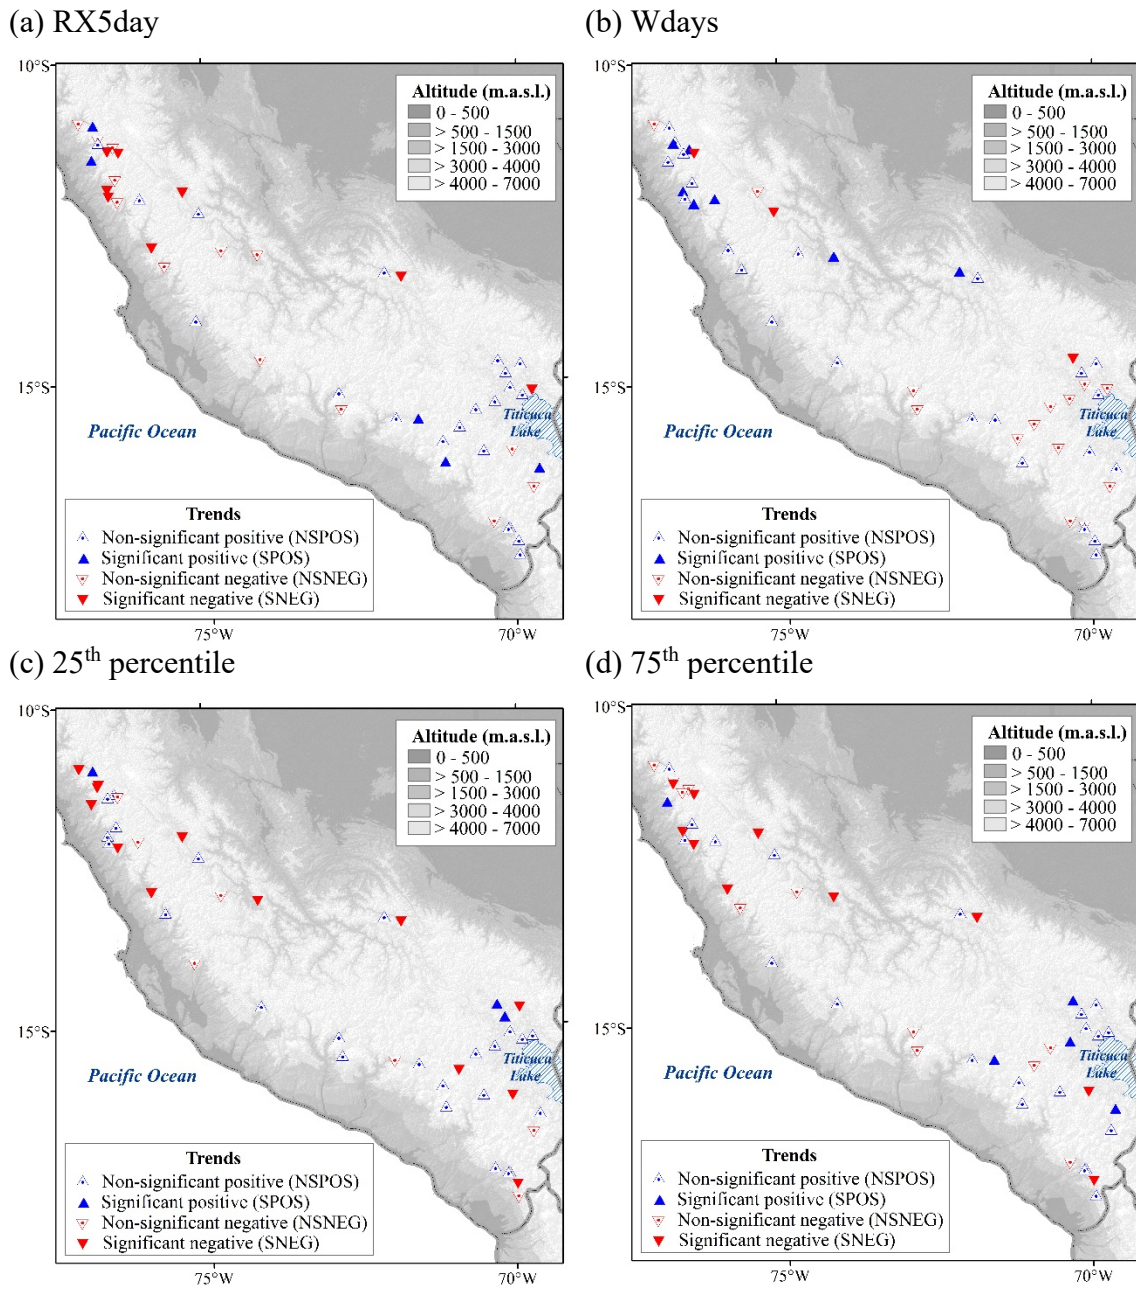 (a) RX5day
(b) Wdays
10°S
Altitude (m.a.s.l.)
0 - 500
> 500 - 1500
> 1500 - 3000
> 3000 - 4000
> 4000 - 7000
15°S
Pacific Ocean
Titicuca
Lake
Trends
Non-significant positive (NSPOS)
Significant positive (SPOS)
Non-significant negative (NSNEG)
Significant negative (SNEG)
75°W
70°W
10°S
Altitude (m.a.s.l.)
0 - 500
> 500 - 1500
> 1500 - 3000
> 3000 - 4000
> 4000 - 7000
15°S
Pacific Ocean
Titicuca
Lake
Trends
Non-significant positive (NSPOS)
Significant positive (SPOS)
Non-significant negative (NSNEG)
Significant negative (SNEG)
75°W
70°W
(c) 25th percentile
(d) 75th percentile
10°S
Altitude (m.a.s.l.)
0 - 500
> 500 - 1500
> 1500 - 3000
> 3000 - 4000
> 4000 - 7000
15°S
Pacific Ocean
Titicuca
Lake
Trends
Non-significant positive (NSPOS)
Significant positive (SPOS)
Non-significant negative (NSNEG)
Significant negative (SNEG)
75°W
70°W
10°S
Altitude (m.a.s.l.)
0 - 500
> 500 - 1500
> 1500 - 3000
> 3000 - 4000
> 4000 - 7000
15°S
Pacific Ocean
Titicuca
Lake
Trends
Non-significant positive (NSPOS)
Significant positive (SPOS)
Non-significant negative (NSNEG)
Significant negative (SNEG)
75°W
70°W